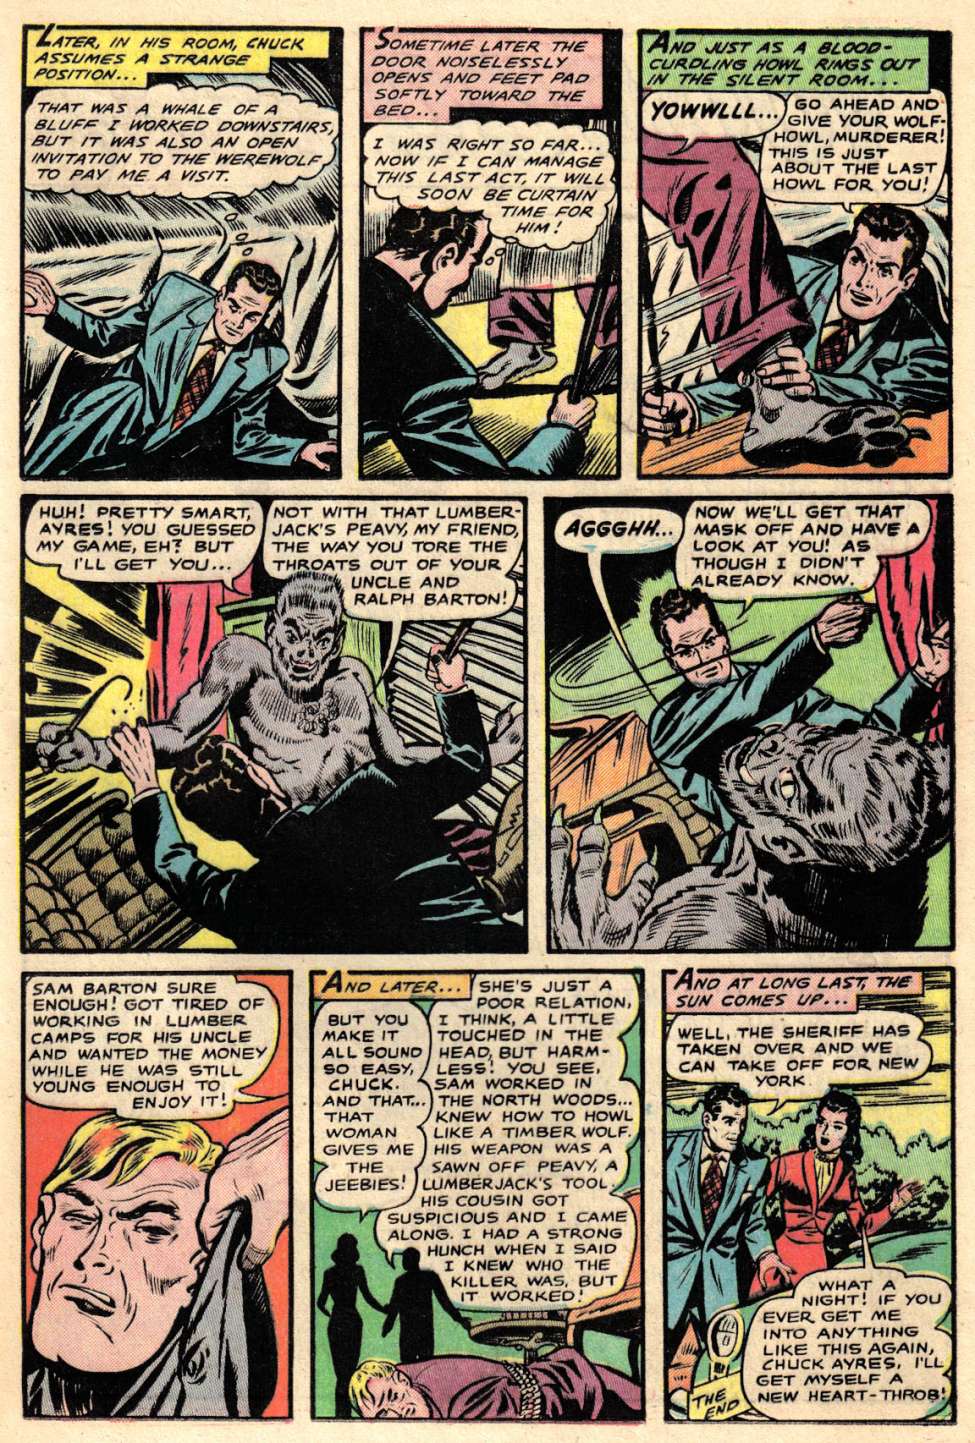 LATER, IN HIS ROOM, CHUCK
ASSUMES A STRANGE
POSITION...
THAT WAS A WHALE OF A
BLUFF I WORKED DOWNSTAIRS,
BUT IT WAS ALSO AN OPEN
INVITATION TO THE WEREWOLF
TO PAY ME A VISIT.
SOMETIME LATER THE
DOOR NOISELESSLY
OPENS AND FEET PAD
SOFTLY TOWARD THE
BED...
I WAS RIGHT SO FAR...
NOW IF I CAN MANAGE
THIS LAST ACT, IT WILL
SOON BE CURTAIN
TIME FOR
HIM!
AND JUST AS A BLOOD-
CURDLING HOWL RINGS OUT
IN THE SILENT ROOM...
YOWWLLL...
GO AHEAD AND
GIVE YOUR WOLF-
HOWL, MURDERER!
THIS IS JUST
ABOUT THE LAST
HOWL FOR YOU!
HUH! PRETTY SMART,
AYRES! YOU GUESSED
MY GAME, EH? BUT
I'LL GET YOU...
NOT WITH THAT LUMBER-
JACK'S PEAVY, MY FRIEND,
THE WAY YOU TORE THE
THROATS OUT OF YOUR
UNCLE AND
RALPH BARTON!
AGGGHH...
NOW WE'LL GET THAT
MASK OFF AND HAVE A
LOOK AT YOU! AS
THOUGH I DIDN'T
ALREADY KNOW.
SAM BARTON SURE
ENOUGH! GOT TIRED OF
WORKING IN LUMBER
CAMPS FOR HIS UNCLE
AND WANTED THE MONEY
WHILE HE WAS STILL
YOUNG ENOUGH TO
ENJOY IT!
AND LATER...
BUT YOU
MAKE IT
ALL SOUND
SO EASY,
CHUCK.
AND THAT...
THAT
WOMAN
GIVES ME
THE
JEEBIES!
SHE'S JUST A
POOR RELATION,
I THINK, A LITTLE
TOUCHED IN THE
HEAD, BUT HARM-
LESS! YOU SEE,
SAM WORKED IN
THE NORTH WOODS...
KNEW HOW TO HOWL
LIKE A TIMBER WOLF.
HIS WEAPON WAS A
SAWN OFF PEAVY, A
LUMBERJACK'S TOOL.
HIS COUSIN GOT
SUSPICIOUS AND I CAME
ALONG. I HAD A STRONG
HUNCH WHEN I SAID
I KNEW WHO THE
KILLER WAS, BUT
IT WORKED!
AND AT LONG LAST, THE
SUN COMES UP...
WELL, THE SHERIFF HAS
TAKEN OVER AND WE
CAN TAKE OFF FOR NEW
YORK.
WHAT A
NIGHT! IF YOU
EVER GET ME
INTO ANYTHING
LIKE THIS AGAIN,
CHUCK AYRES, I'LL
GET MYSELF A
NEW HEART-THROB!
THE
END